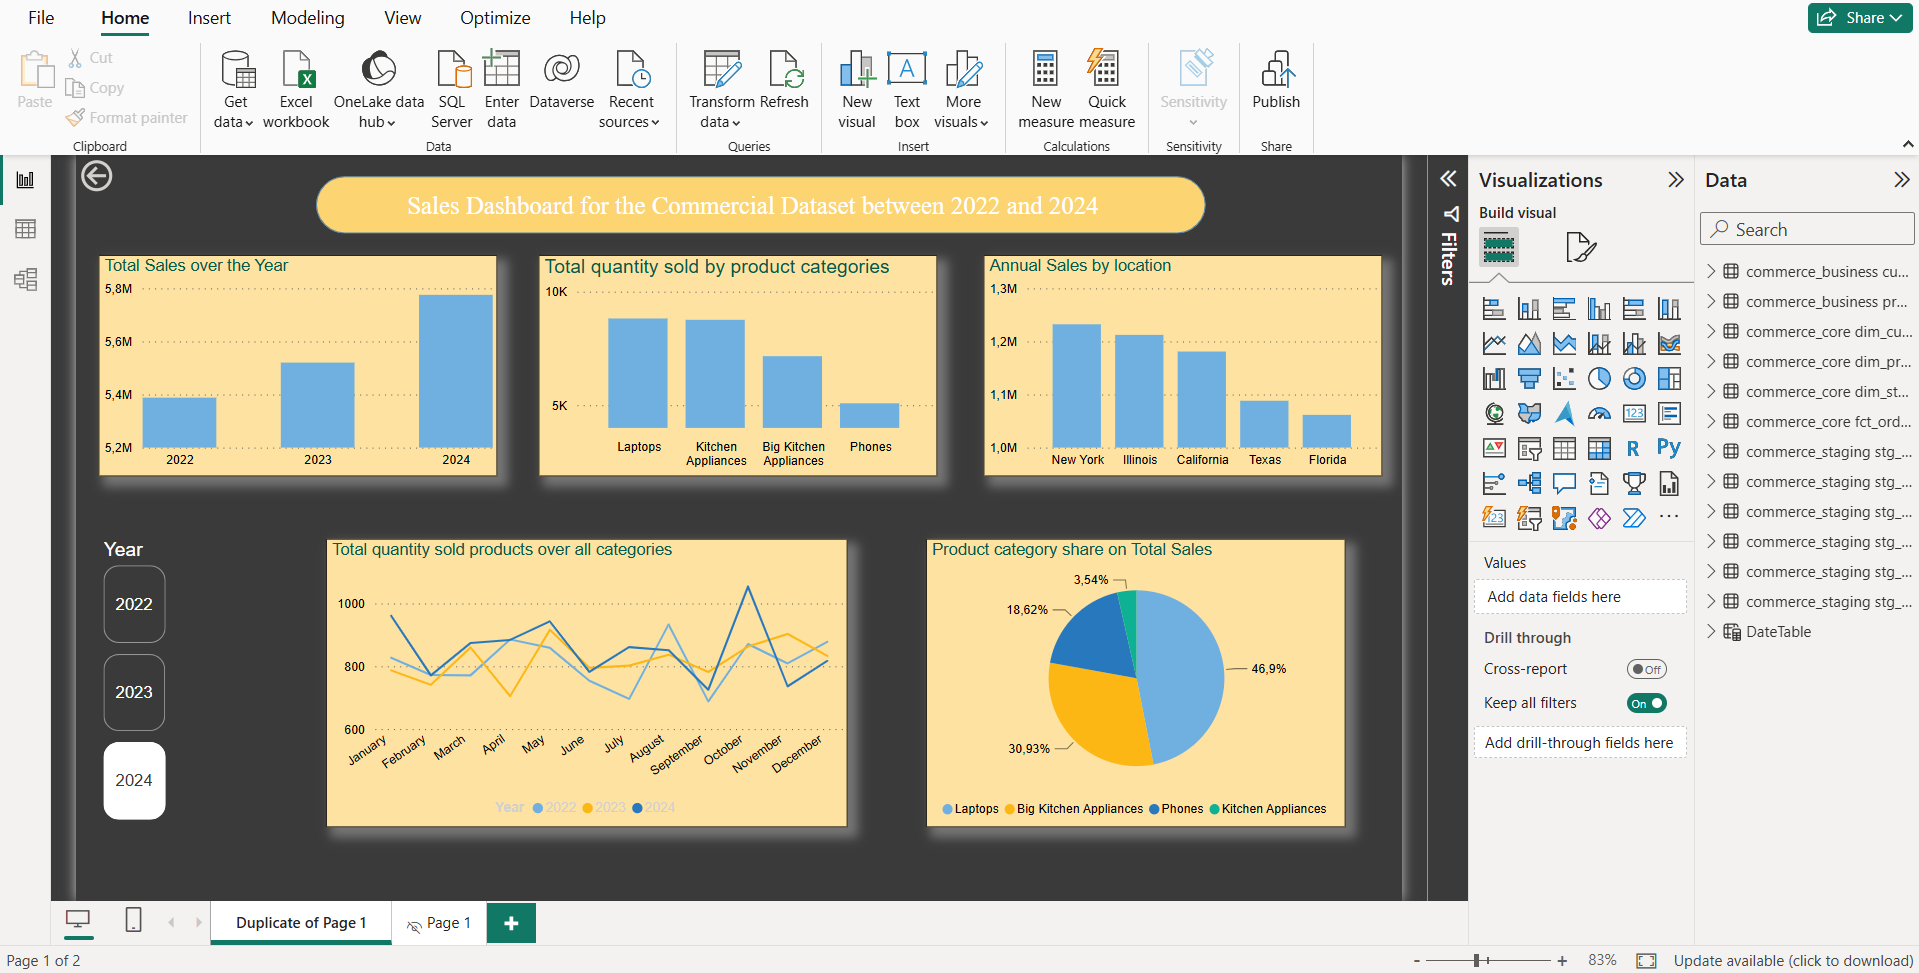 File Home Insert Modeling View Optimize Help Share
Paste
Cut
Copy
Format painter
Clipboard
Get data
Excel workbook
OneLake data hub
SQL Server
Enter data
Dataverse
Recent sources
Data
Transform data
Refresh
Queries
New visual
Text box
More visuals
Insert
New measure
Quick measure
Calculations
Sensitivity
Sensitivity
Publish
Share
Sales Dashboard for the Commercial Dataset between 2022 and 2024
Total Sales over the Year
5,8M
5,6M
5,4M
5,2M
2022 2023 2024
Total quantity sold by product categories
10K
5K
Laptops Kitchen Appliances Big Kitchen Appliances Phones
Annual Sales by location
1,3M
1,2M
1,1M
1,0M
New York Illinois California Texas Florida
Year
2022
2023
2024
Total quantity sold products over all categories
1000
800
600
January February March April May June July August September October November December
Year 2022 2023 2024
Product category share on Total Sales
3,54%
18,62%
46,9%
30,93%
Laptops Big Kitchen Appliances Phones Kitchen Appliances
Filters
Visualizations
Build visual
123
R
Py
123
Values
Add data fields here
Drill through
Cross-report Off
Keep all filters On
Add drill-through fields here
Data
Search
commerce_business cu...
commerce_business pr...
commerce_core dim_cu...
commerce_core dim_pr...
commerce_core dim_st...
commerce_core fct_ord...
commerce_staging stg_...
commerce_staging stg_...
commerce_staging stg_...
commerce_staging stg_...
commerce_staging stg_...
commerce_staging stg_...
DateTable
Duplicate of Page 1 Page 1 +
Page 1 of 2
- + 83% Update available (click to download)